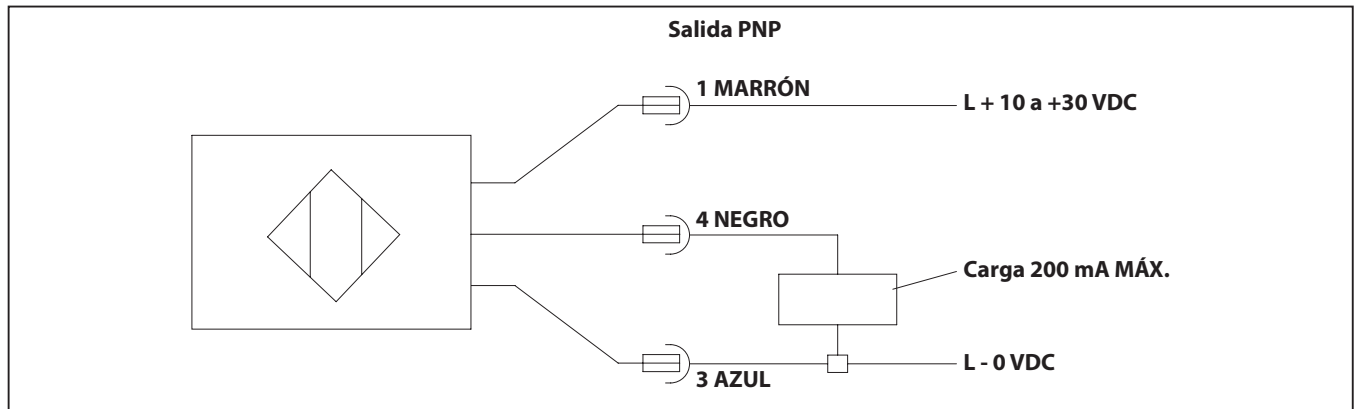 Salida PNP
1 MARRÓN
L + 10 a +30 VDC
4 NEGRO
Carga 200 mA MÁX.
3 AZUL
L - 0 VDC